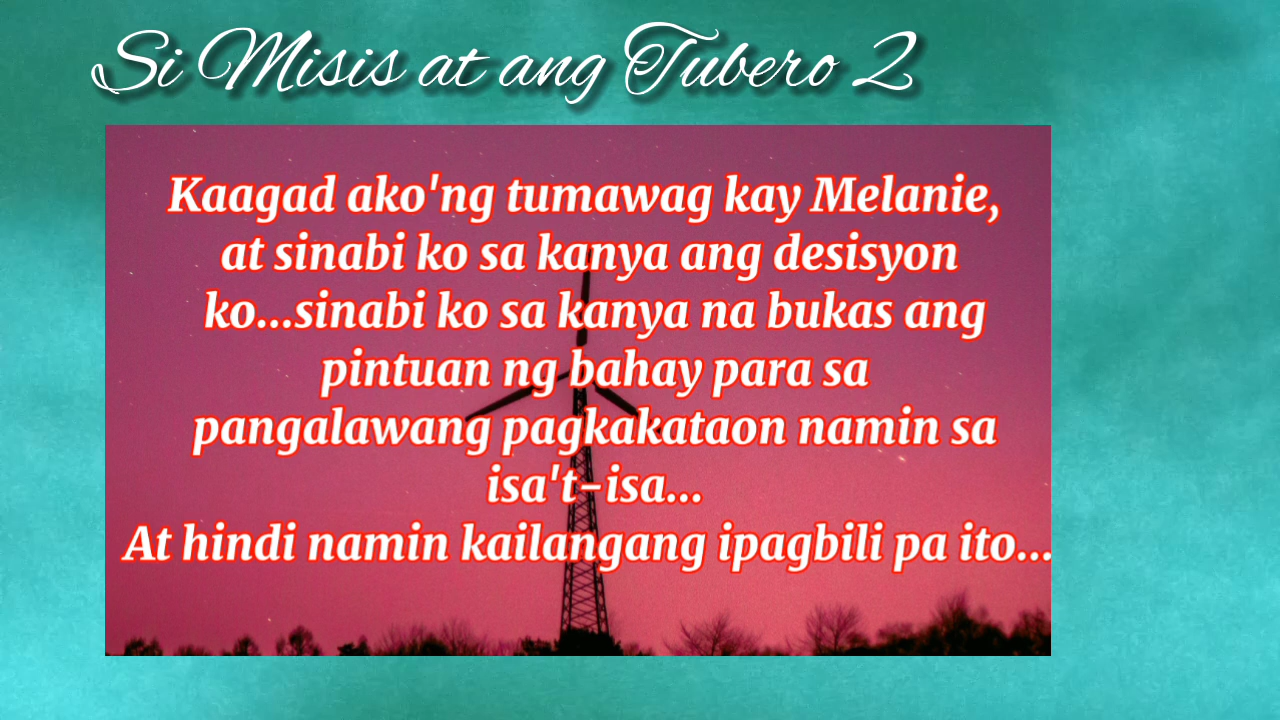 Si Misis at ang Tubero 2
Kaagad ako'ng tumawag kay Melanie,
at sinabi ko sa kanya ang desisyon
ko...sinabi ko sa kanya na bukas ang
pintuan ng bahay para sa
pangalawang pagkakataon namin sa
isa't-isa...
At hindi namin kailangang ipagbili pa ito...